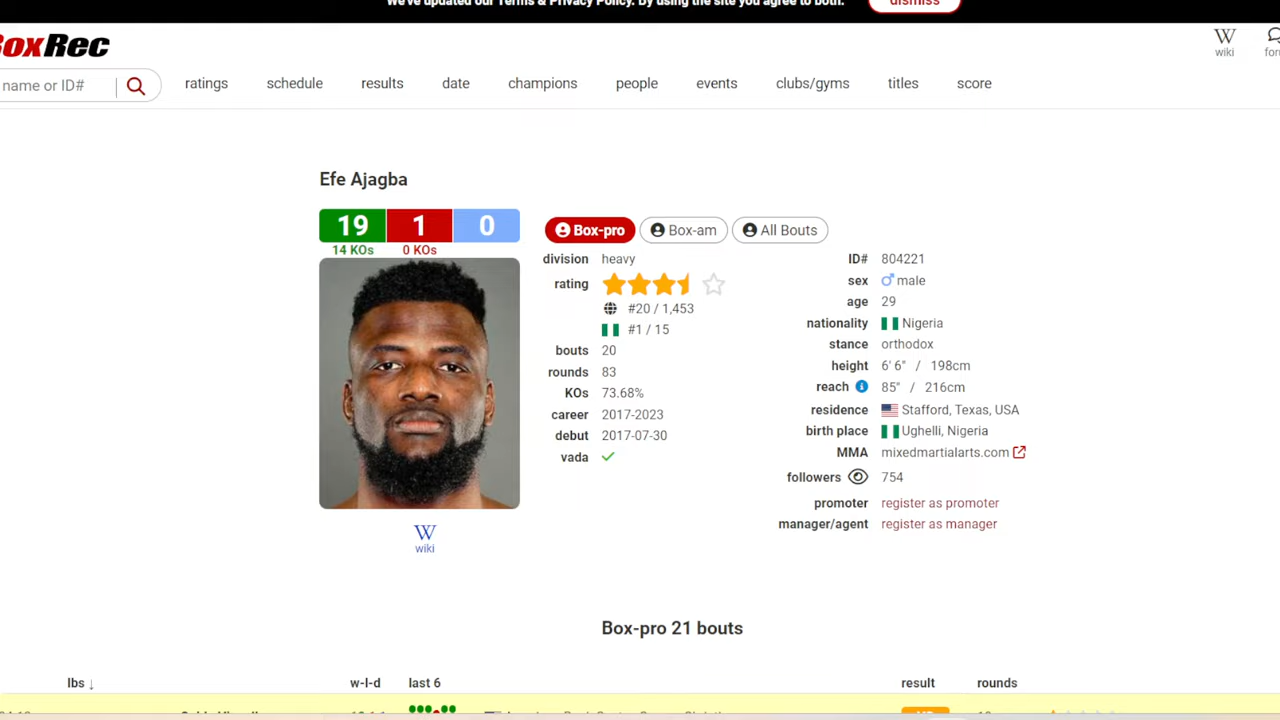 We've updated our Terms & Privacy Policy. By using the site you agree to both. dismiss
BoxRec
W
wiki
name or ID#
ratings schedule results date champions people events clubs/gyms titles score
Efe Ajagba
19 1 0
14 KOs 0 KOs
Box-pro Box-am All Bouts
division heavy
rating
#20 / 1,453
#1 / 15
bouts 20
rounds 83
KOs 73.68%
career 2017-2023
debut 2017-07-30
vada
ID# 804221
sex male
age 29
nationality Nigeria
stance orthodox
height 6' 6" / 198cm
reach 85" / 216cm
residence Stafford, Texas, USA
birth place Ughelli, Nigeria
MMA mixedmartialarts.com
followers 754
promoter register as promoter
manager/agent register as manager
W
wiki
Box-pro 21 bouts
lbs ↓ w-l-d last 6 result rounds